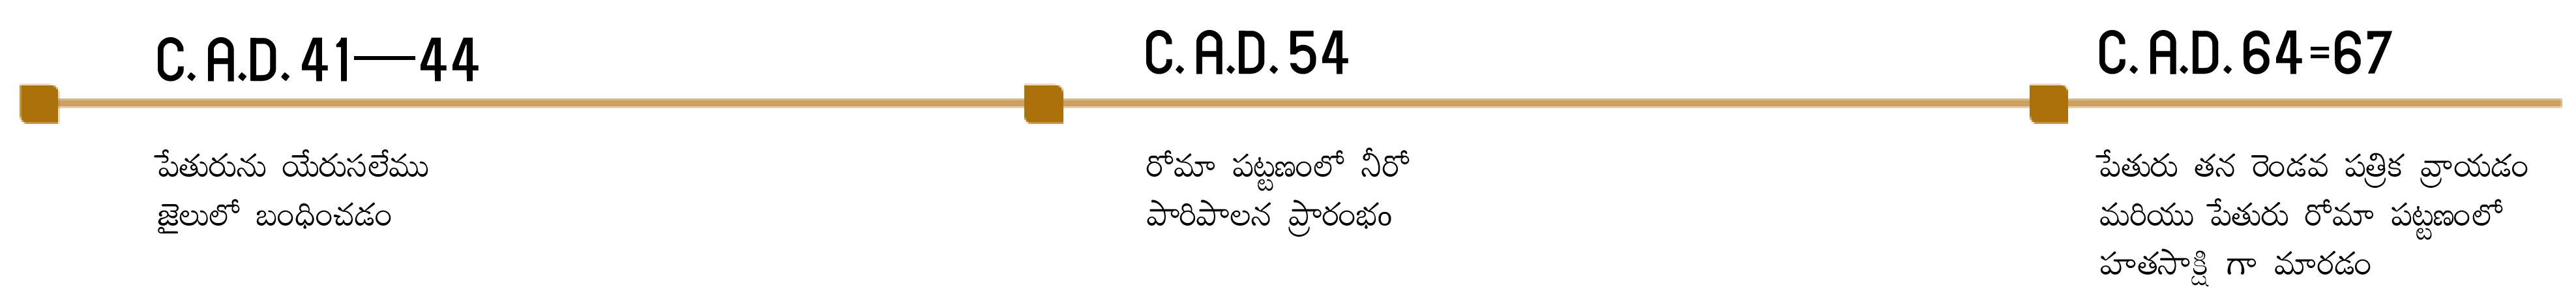 C. A.D. 41—44
పేతురును యేరుసలేము
జైలులో బంధించడం
C. A.D. 54
రోమా పట్టణంలో నీరో
పారిపాలన ప్రారంభం
C. A.D. 64=67
పేతురు తన రెండవ పత్రిక వ్రాయడం
మరియు పేతురు రోమా పట్టణంలో
హతసాక్షి గా మారడం